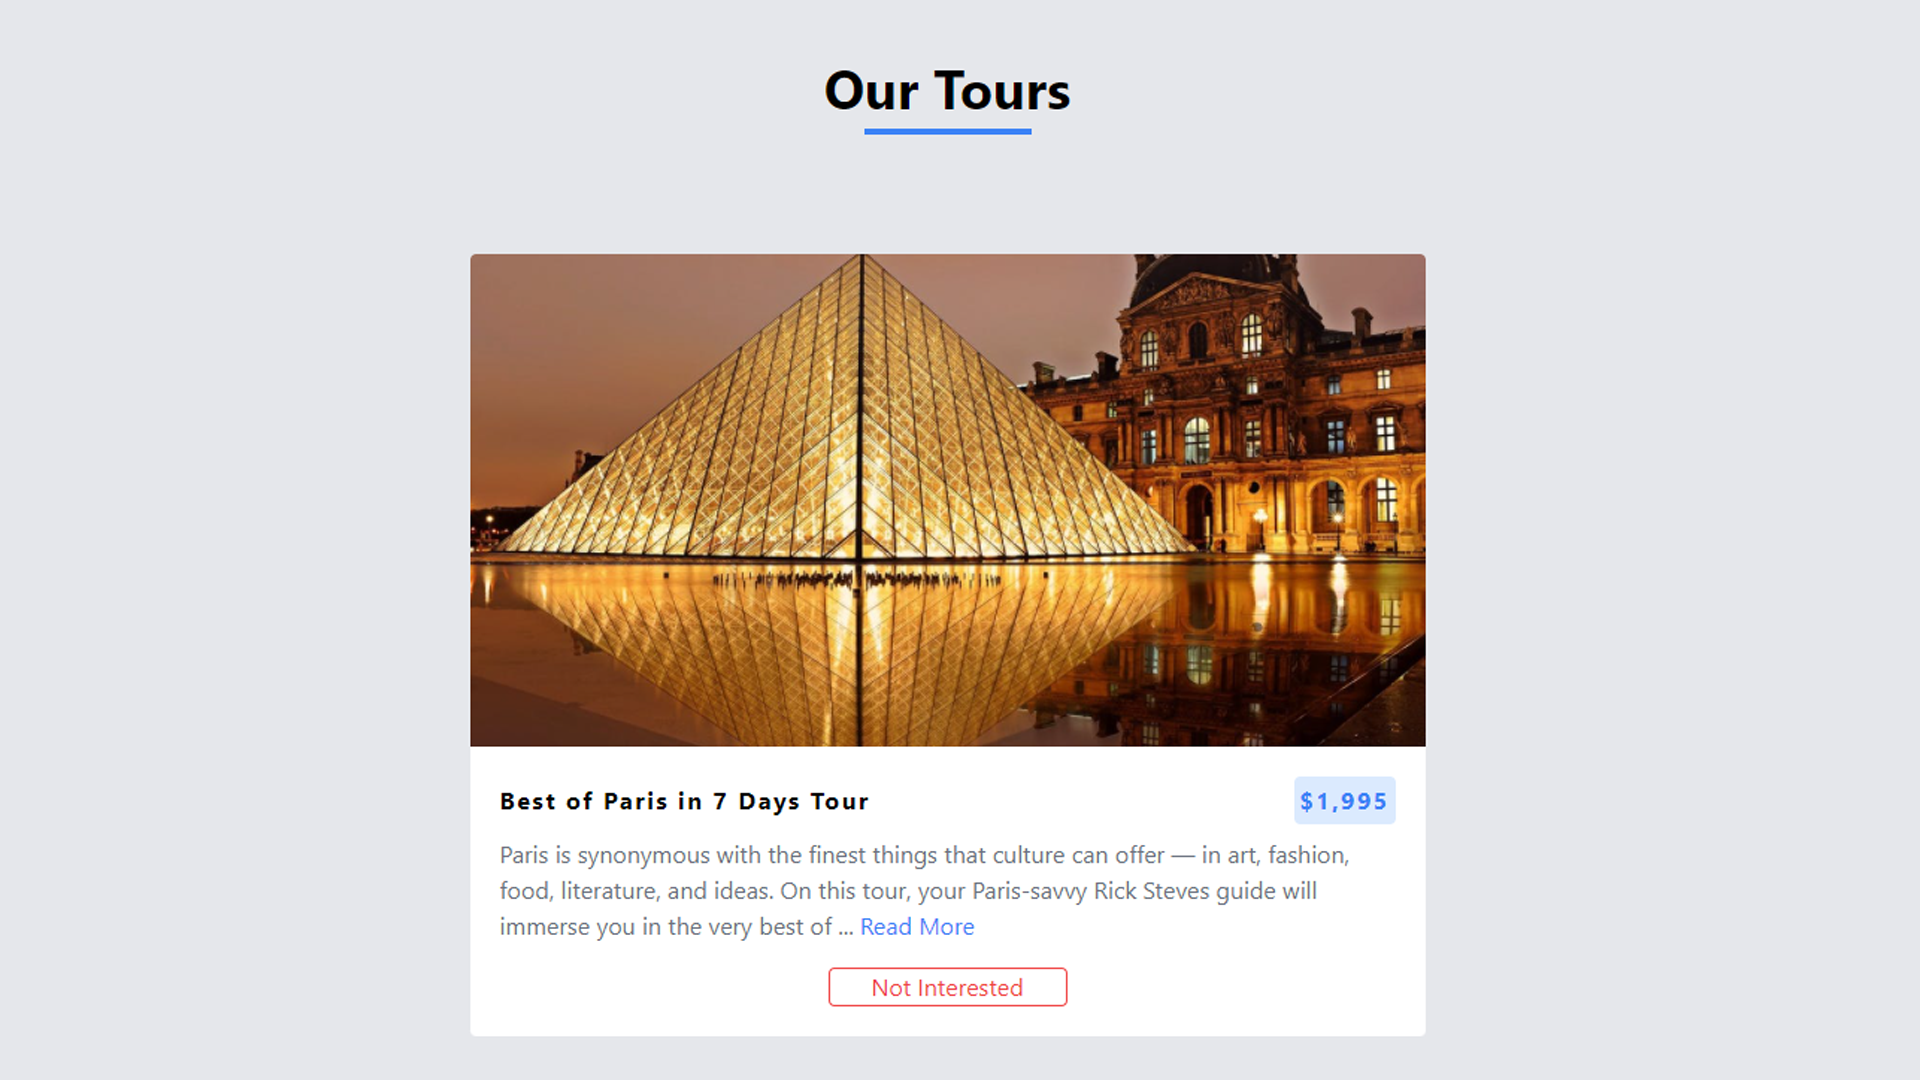 Our Tours
Best of Paris in 7 Days Tour
$1,995
Paris is synonymous with the finest things that culture can offer — in art, fashion,
food, literature, and ideas. On this tour, your Paris-savvy Rick Steves guide will
immerse you in the very best of ... Read More
Not Interested